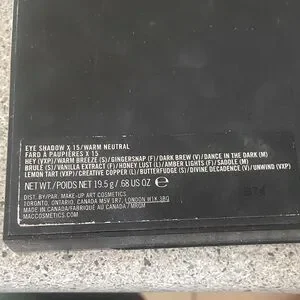 EYE SHADOW X 15/WARM NEUTRAL
FARD À PAUPIÈRES X 15
HEY (VXP)/WARM BREEZE (S)/GINGERSNAP (F)/DARK BREW (V)/DANCE IN THE DARK (M)
BRULÉ (S)/VANILLA EXTRACT (F)/HONEY LUST (L)/AMBER LIGHTS (F)/SADDLE (M)
LEMON TART (VXP)/CREATIVE COPPER (L)/BUTTERFUDGE (S)/DIVINE DECADENCE (V)/UNWIND (VXP)
NET WT./POIDS NET 19.5 g/.68 US OZ e
DIST. BY/PAR. MAKE-UP ART COSMETICS
TORONTO, ONTARIO, CANADA M5V 1R7, LONDON W1K 3BQ
MADE IN CANADA/FABRIQUÉ AU CANADA / MRGM
MACCOSMETICS.COM